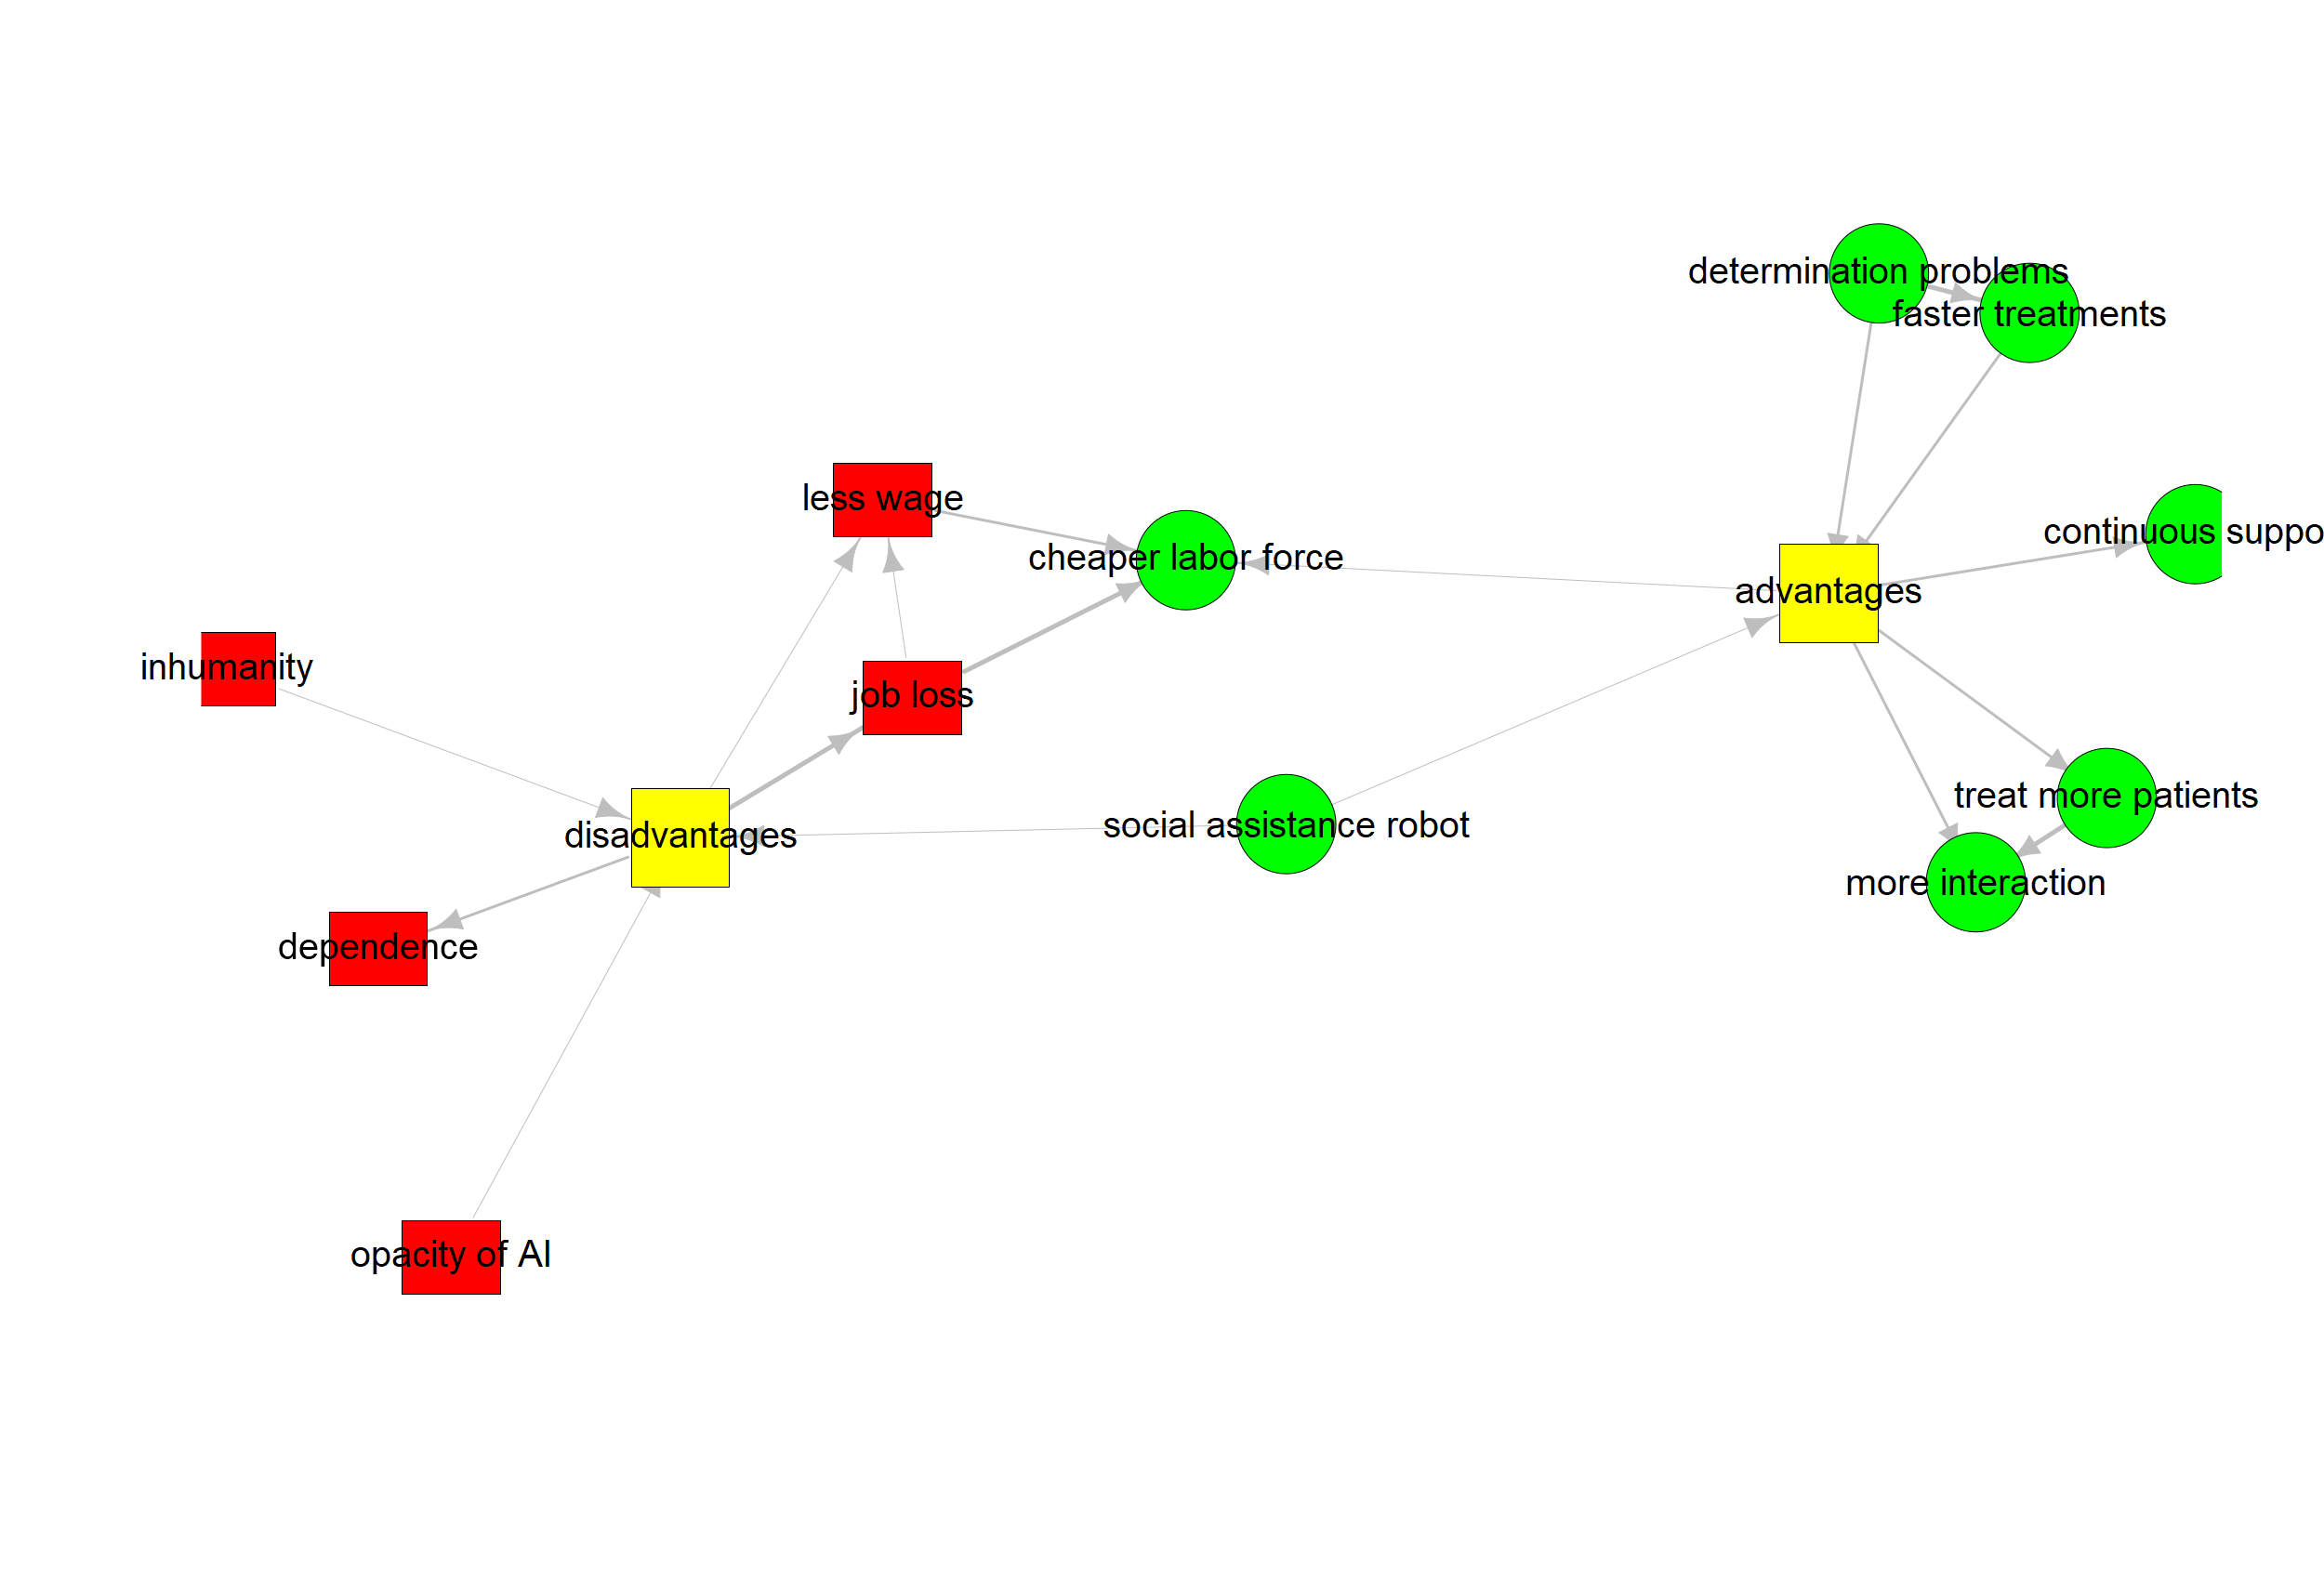 determination problems
faster treatments
less wage
continuous suppo
cheaper labor force
advantages
inhumanity
job loss
treat more patients
social assistance robot
disadvantages
more interaction
dependence
opacity of AI